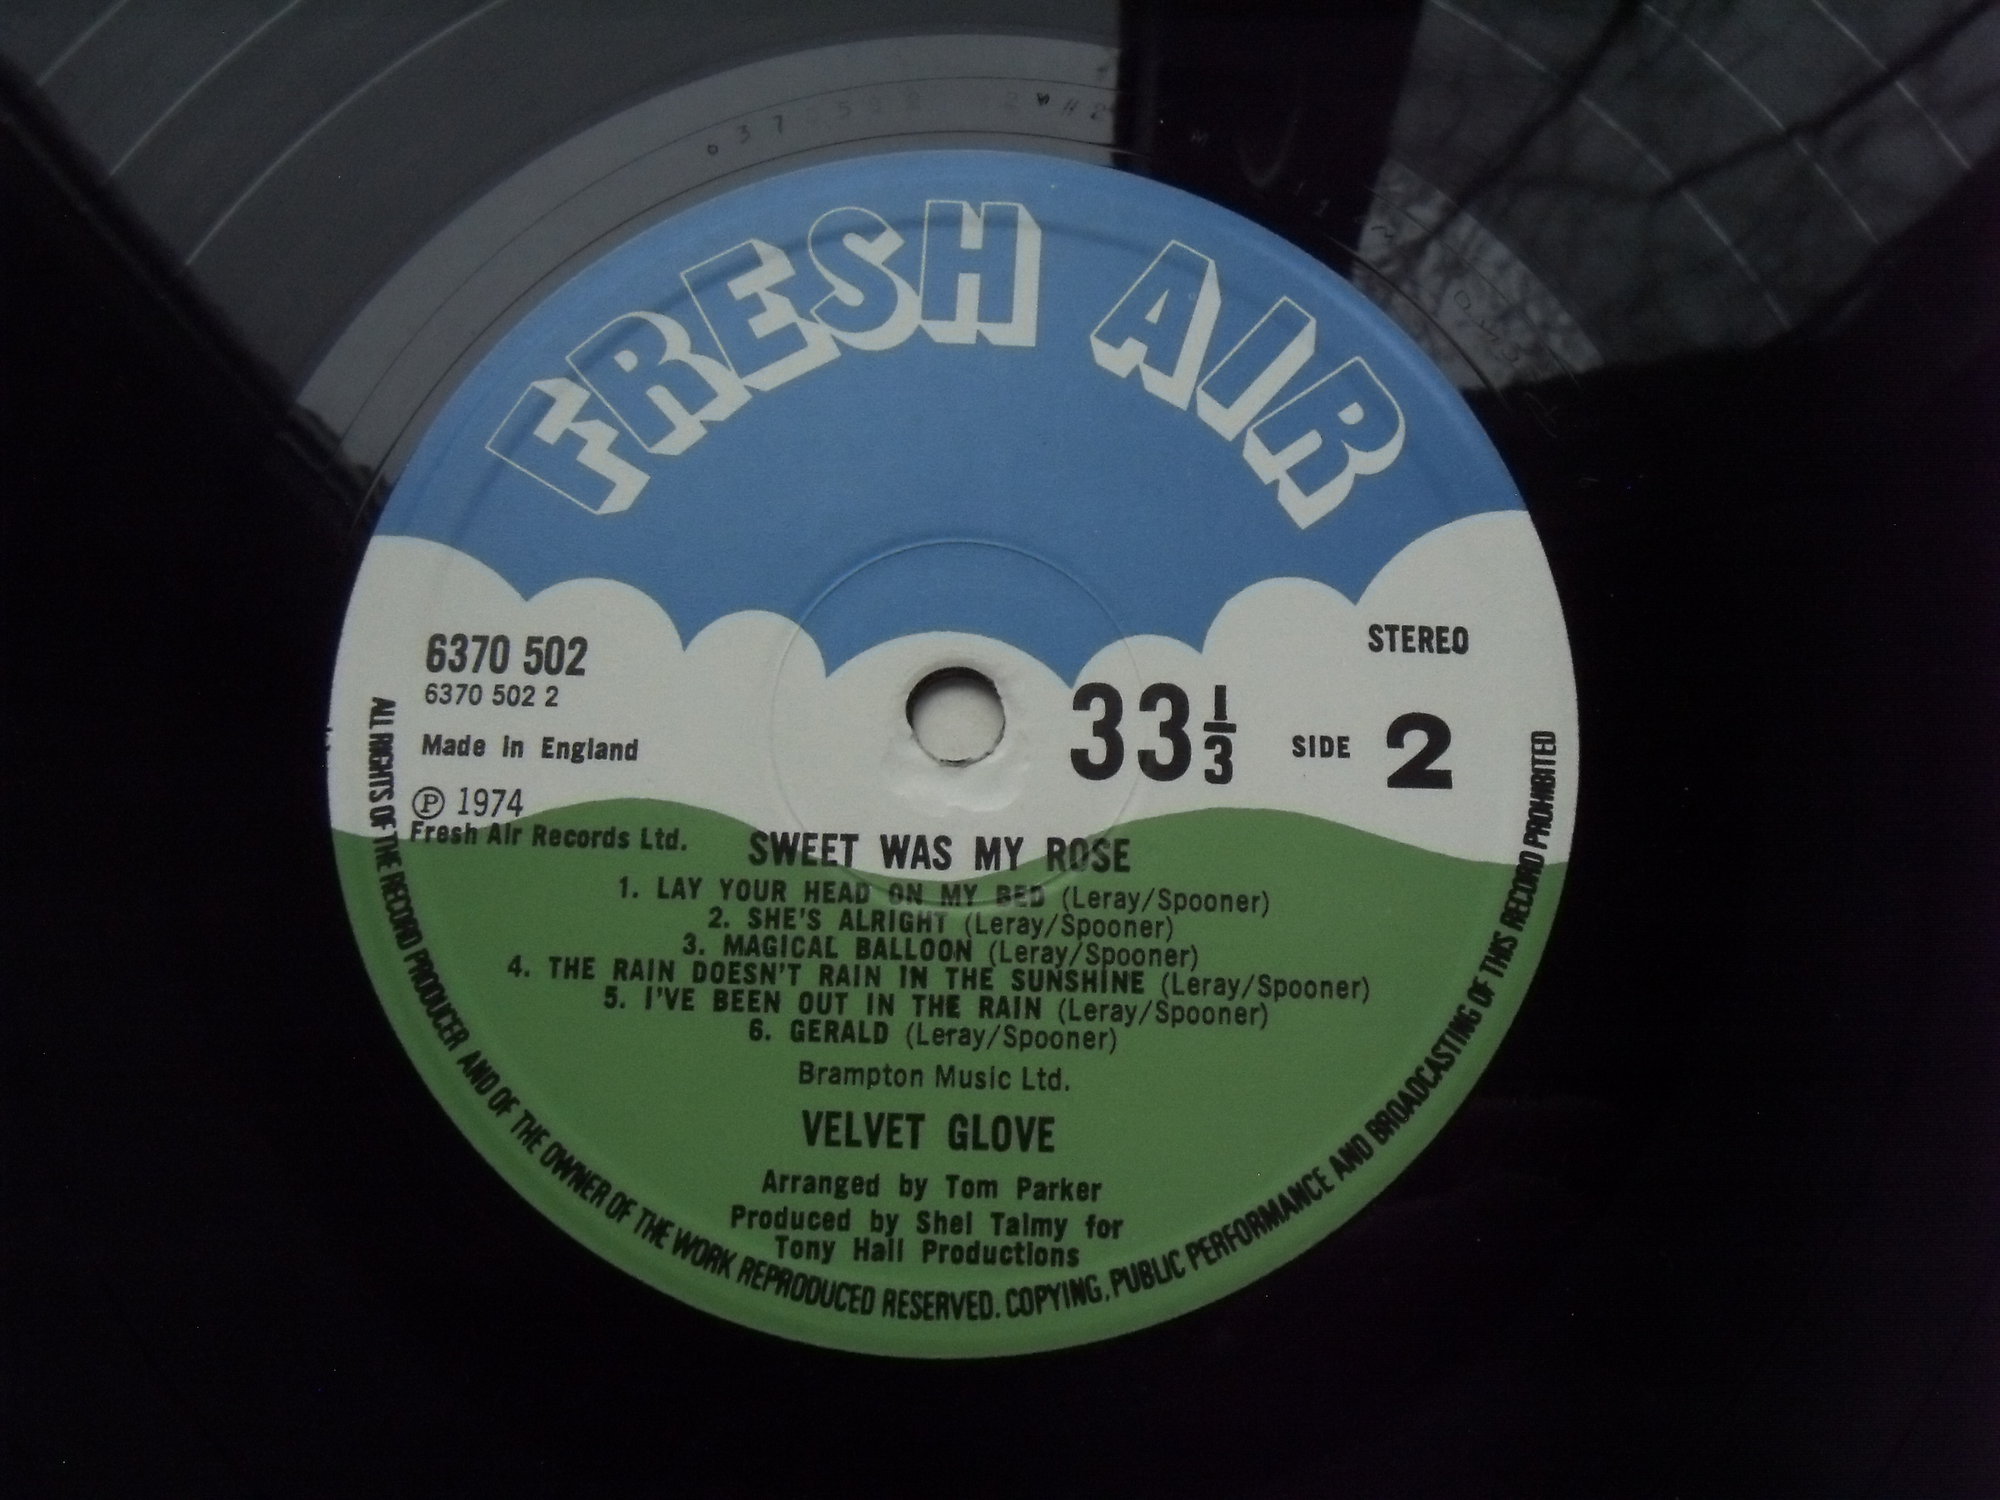 FRESH AIR
6370 502
6370 502 2
Made in England
Ⓟ 1974
Fresh Air Records Ltd.
STEREO
33 1/3 SIDE 2
SWEET WAS MY ROSE
1. LAY YOUR HEAD ON MY BED (Leray/Spooner)
2. SHE'S ALRIGHT (Leray/Spooner)
3. MAGICAL BALLOON (Leray/Spooner)
4. THE RAIN DOESN'T RAIN IN THE SUNSHINE (Leray/Spooner)
5. I'VE BEEN OUT IN THE RAIN (Leray/Spooner)
6. GERALD (Leray/Spooner)
Brampton Music Ltd.
VELVET GLOVE
Arranged by Tom Parker
Produced by Shel Talmy for
Tony Hall Productions
ALL RIGHTS OF THE RECORD PRODUCER AND OF THE OWNER OF THE WORK REPRODUCED RESERVED. COPYING, PUBLIC PERFORMANCE AND BROADCASTING OF THIS RECORD PROHIBITED